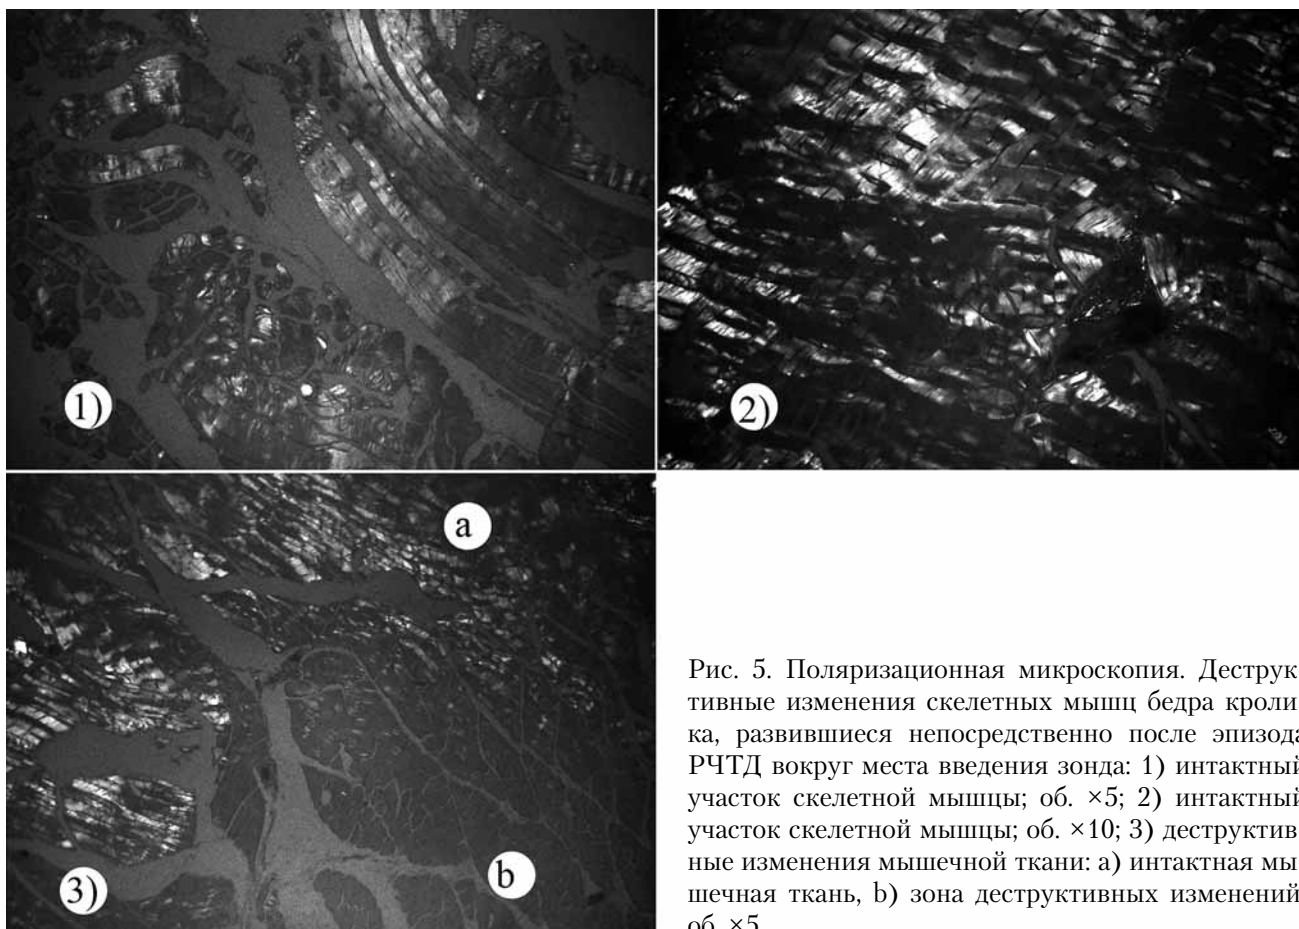 1)
2)
a
3)
b
Рис. 5. Поляризационная микроскопия. Деструк
тивные изменения скелетных мышц бедра кроли
ка, развившиеся непосредственно после эпизода
РЧТД вокруг места введения зонда: 1) интактный
участок скелетной мышцы; об. ×5; 2) интактный
участок скелетной мышцы; об. ×10; 3) деструктив
ные изменения мышечной ткани: а) интактная мы
шечная ткань, b) зона деструктивных изменений
об. ×5